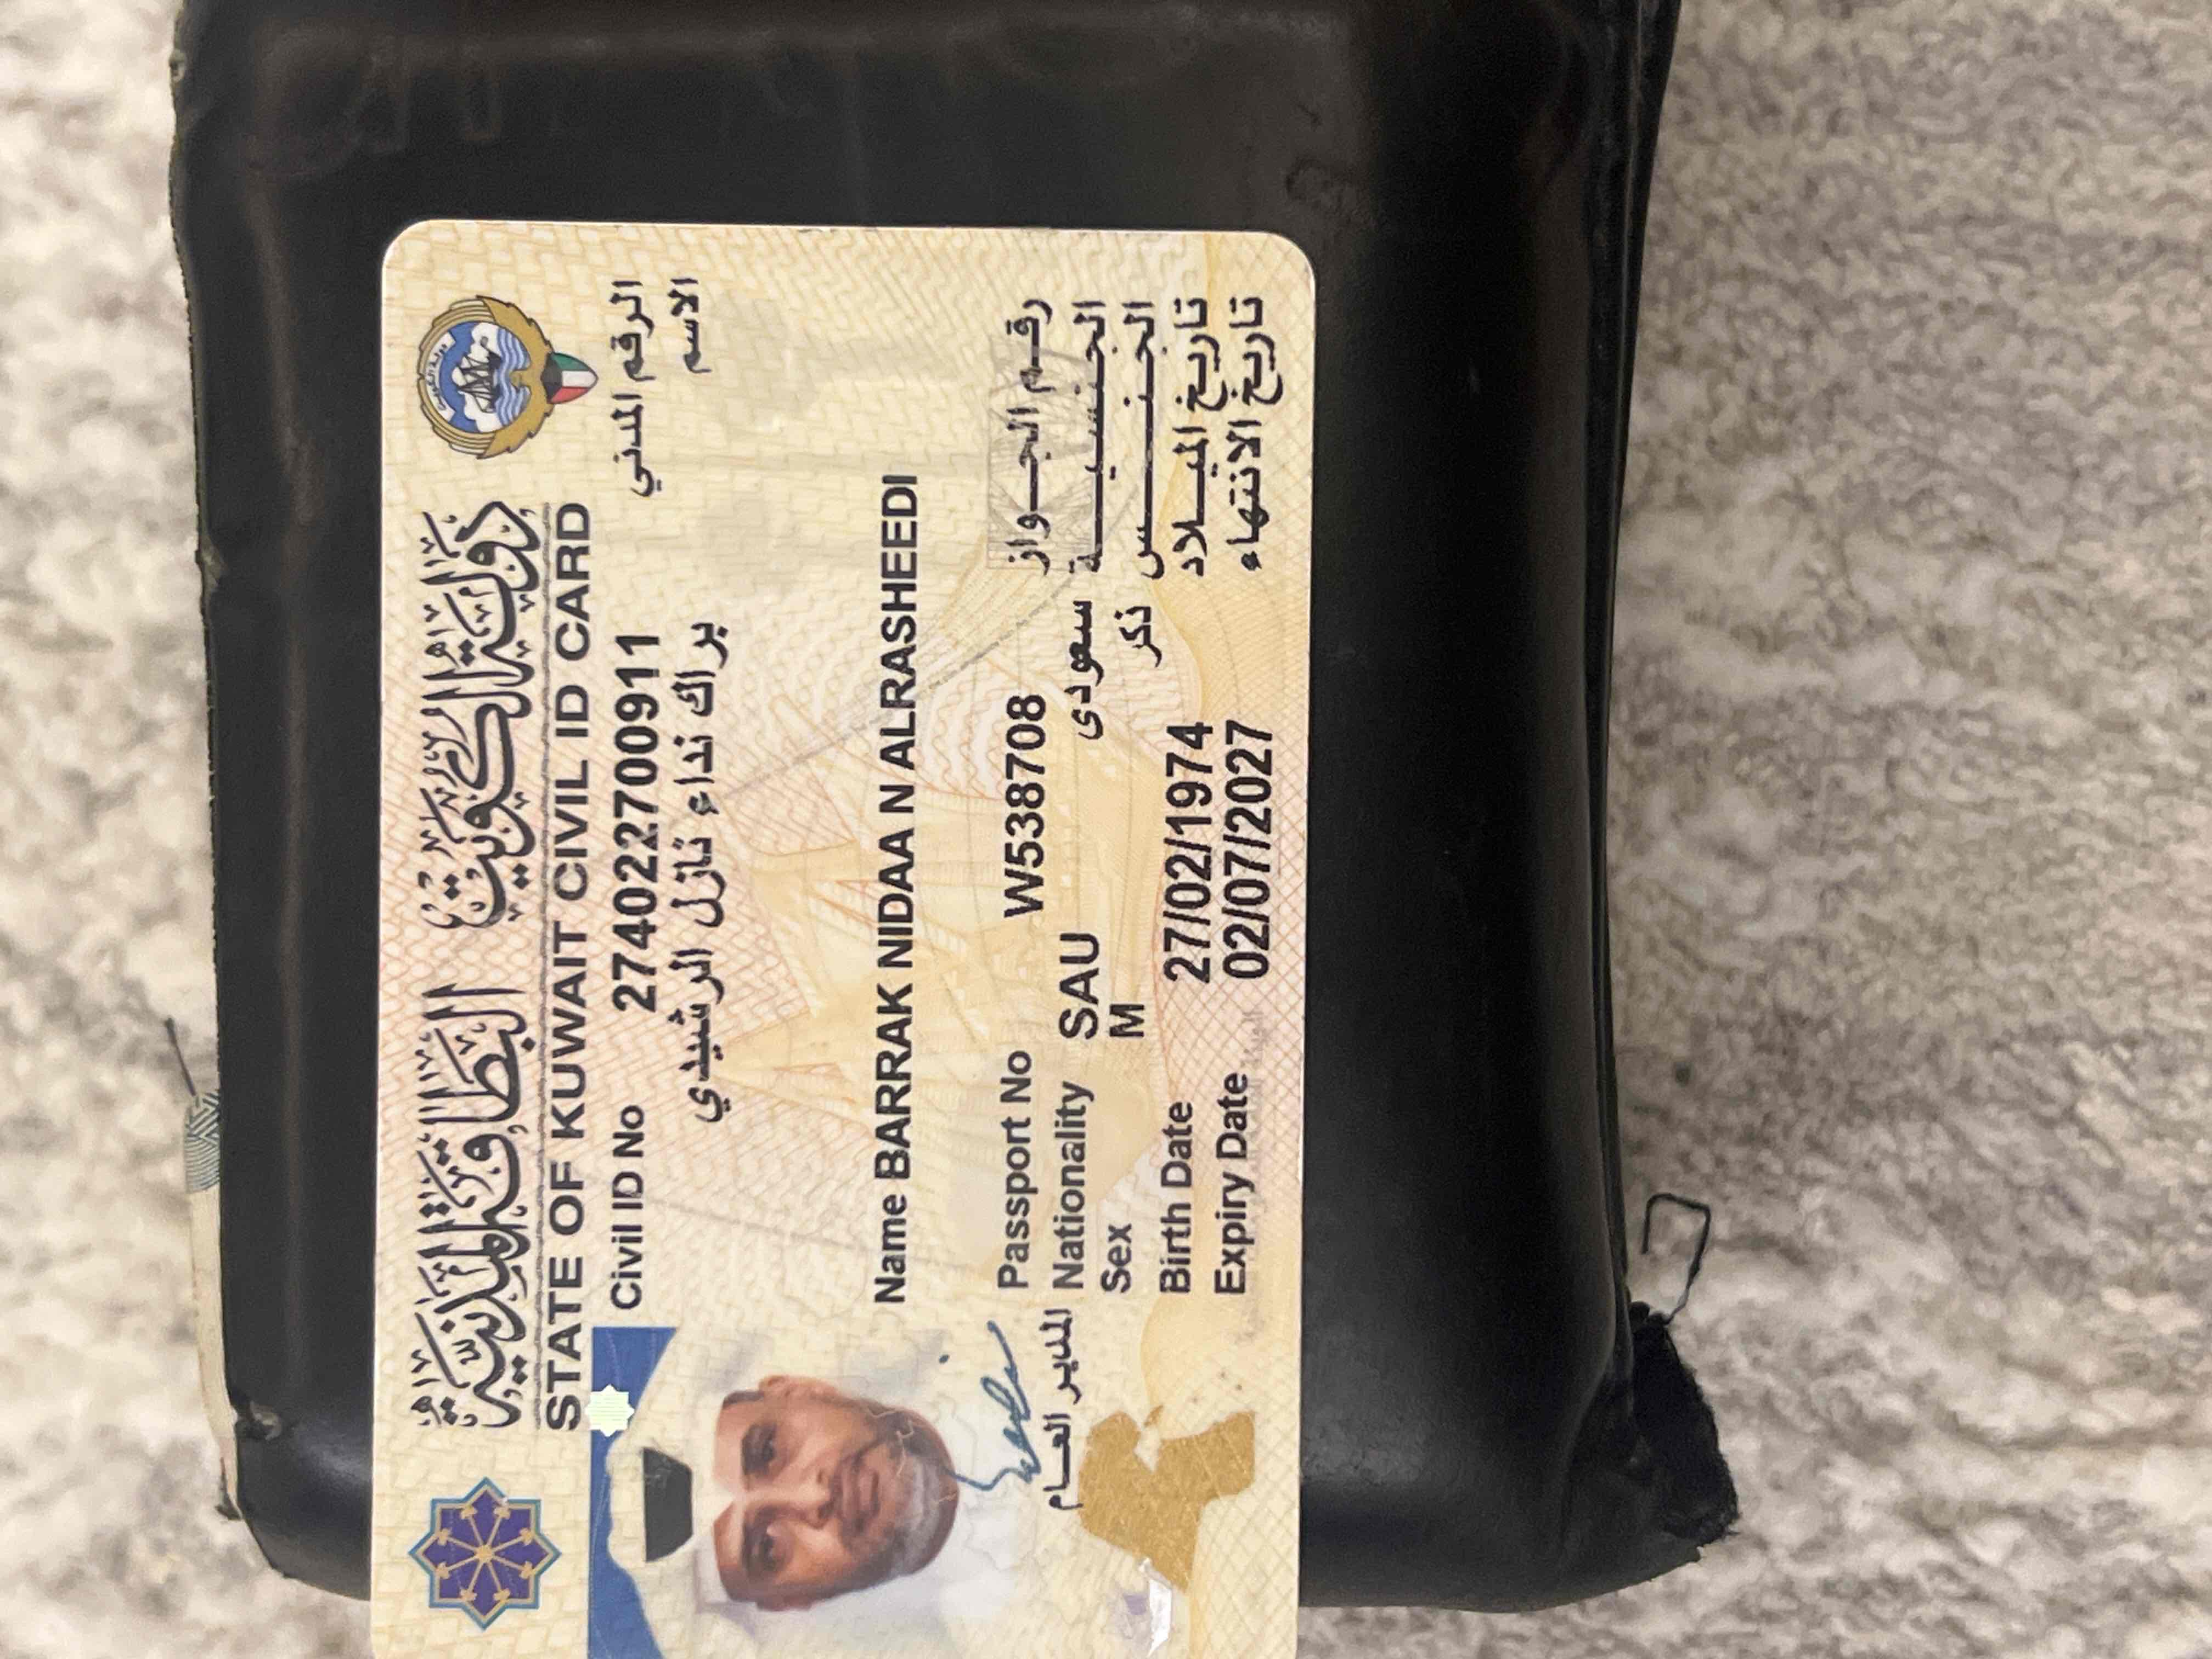 دولة الكويت البطاقة المدنية
STATE OF KUWAIT CIVIL ID CARD
Civil ID No 274022700911 الرقم المدني
براك نداء نازل الرشيدي الاسم
Name BARRAK NIDAA N ALRASHEEDI
Passport No W5387708 رقم الجواز
Nationality SAU سعودى الجنسية
Sex M ذكر الجنس
Birth Date 27/02/1974 تاريخ الميلاد
Expiry Date 02/07/2027 تاريخ الانتهاء
المدير العام